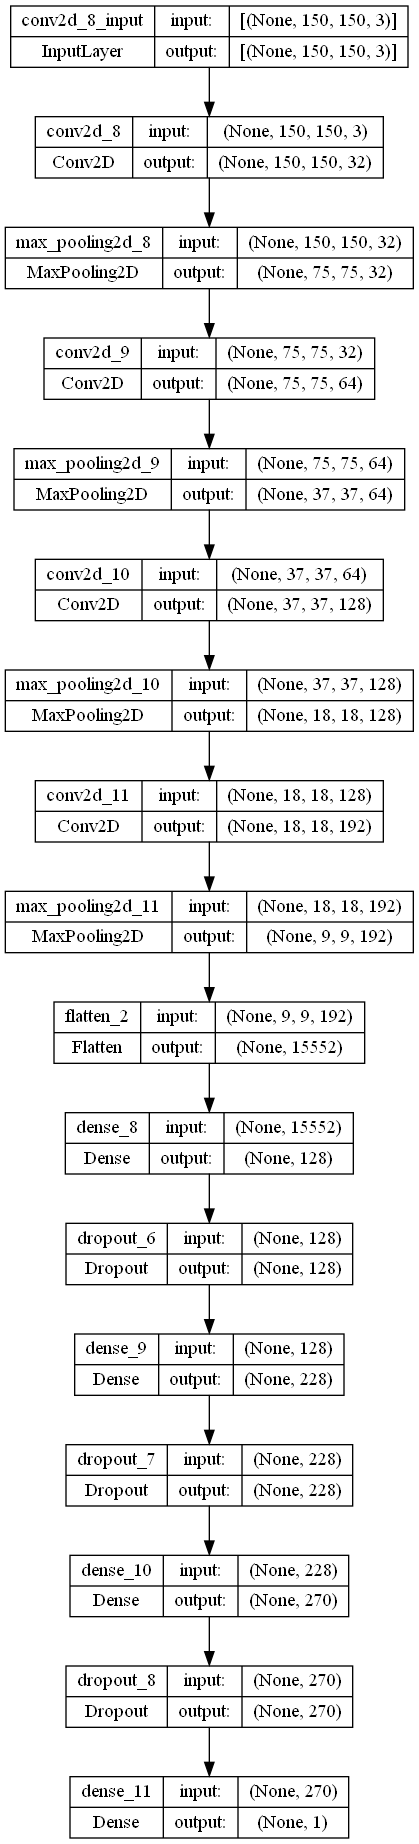 conv2d_8_input input: [(None, 150, 150, 3)]
InputLayer output: [(None, 150, 150, 3)]
conv2d_8 input: (None, 150, 150, 3)
Conv2D output: (None, 150, 150, 32)
max_pooling2d_8 input: (None, 150, 150, 32)
MaxPooling2D output: (None, 75, 75, 32)
conv2d_9 input: (None, 75, 75, 32)
Conv2D output: (None, 75, 75, 64)
max_pooling2d_9 input: (None, 75, 75, 64)
MaxPooling2D output: (None, 37, 37, 64)
conv2d_10 input: (None, 37, 37, 64)
Conv2D output: (None, 37, 37, 128)
max_pooling2d_10 input: (None, 37, 37, 128)
MaxPooling2D output: (None, 18, 18, 128)
conv2d_11 input: (None, 18, 18, 128)
Conv2D output: (None, 18, 18, 192)
max_pooling2d_11 input: (None, 18, 18, 192)
MaxPooling2D output: (None, 9, 9, 192)
flatten_2 input: (None, 9, 9, 192)
Flatten output: (None, 15552)
dense_8 input: (None, 15552)
Dense output: (None, 128)
dropout_6 input: (None, 128)
Dropout output: (None, 128)
dense_9 input: (None, 128)
Dense output: (None, 228)
dropout_7 input: (None, 228)
Dropout output: (None, 228)
dense_10 input: (None, 228)
Dense output: (None, 270)
dropout_8 input: (None, 270)
Dropout output: (None, 270)
dense_11 input: (None, 270)
Dense output: (None, 1)